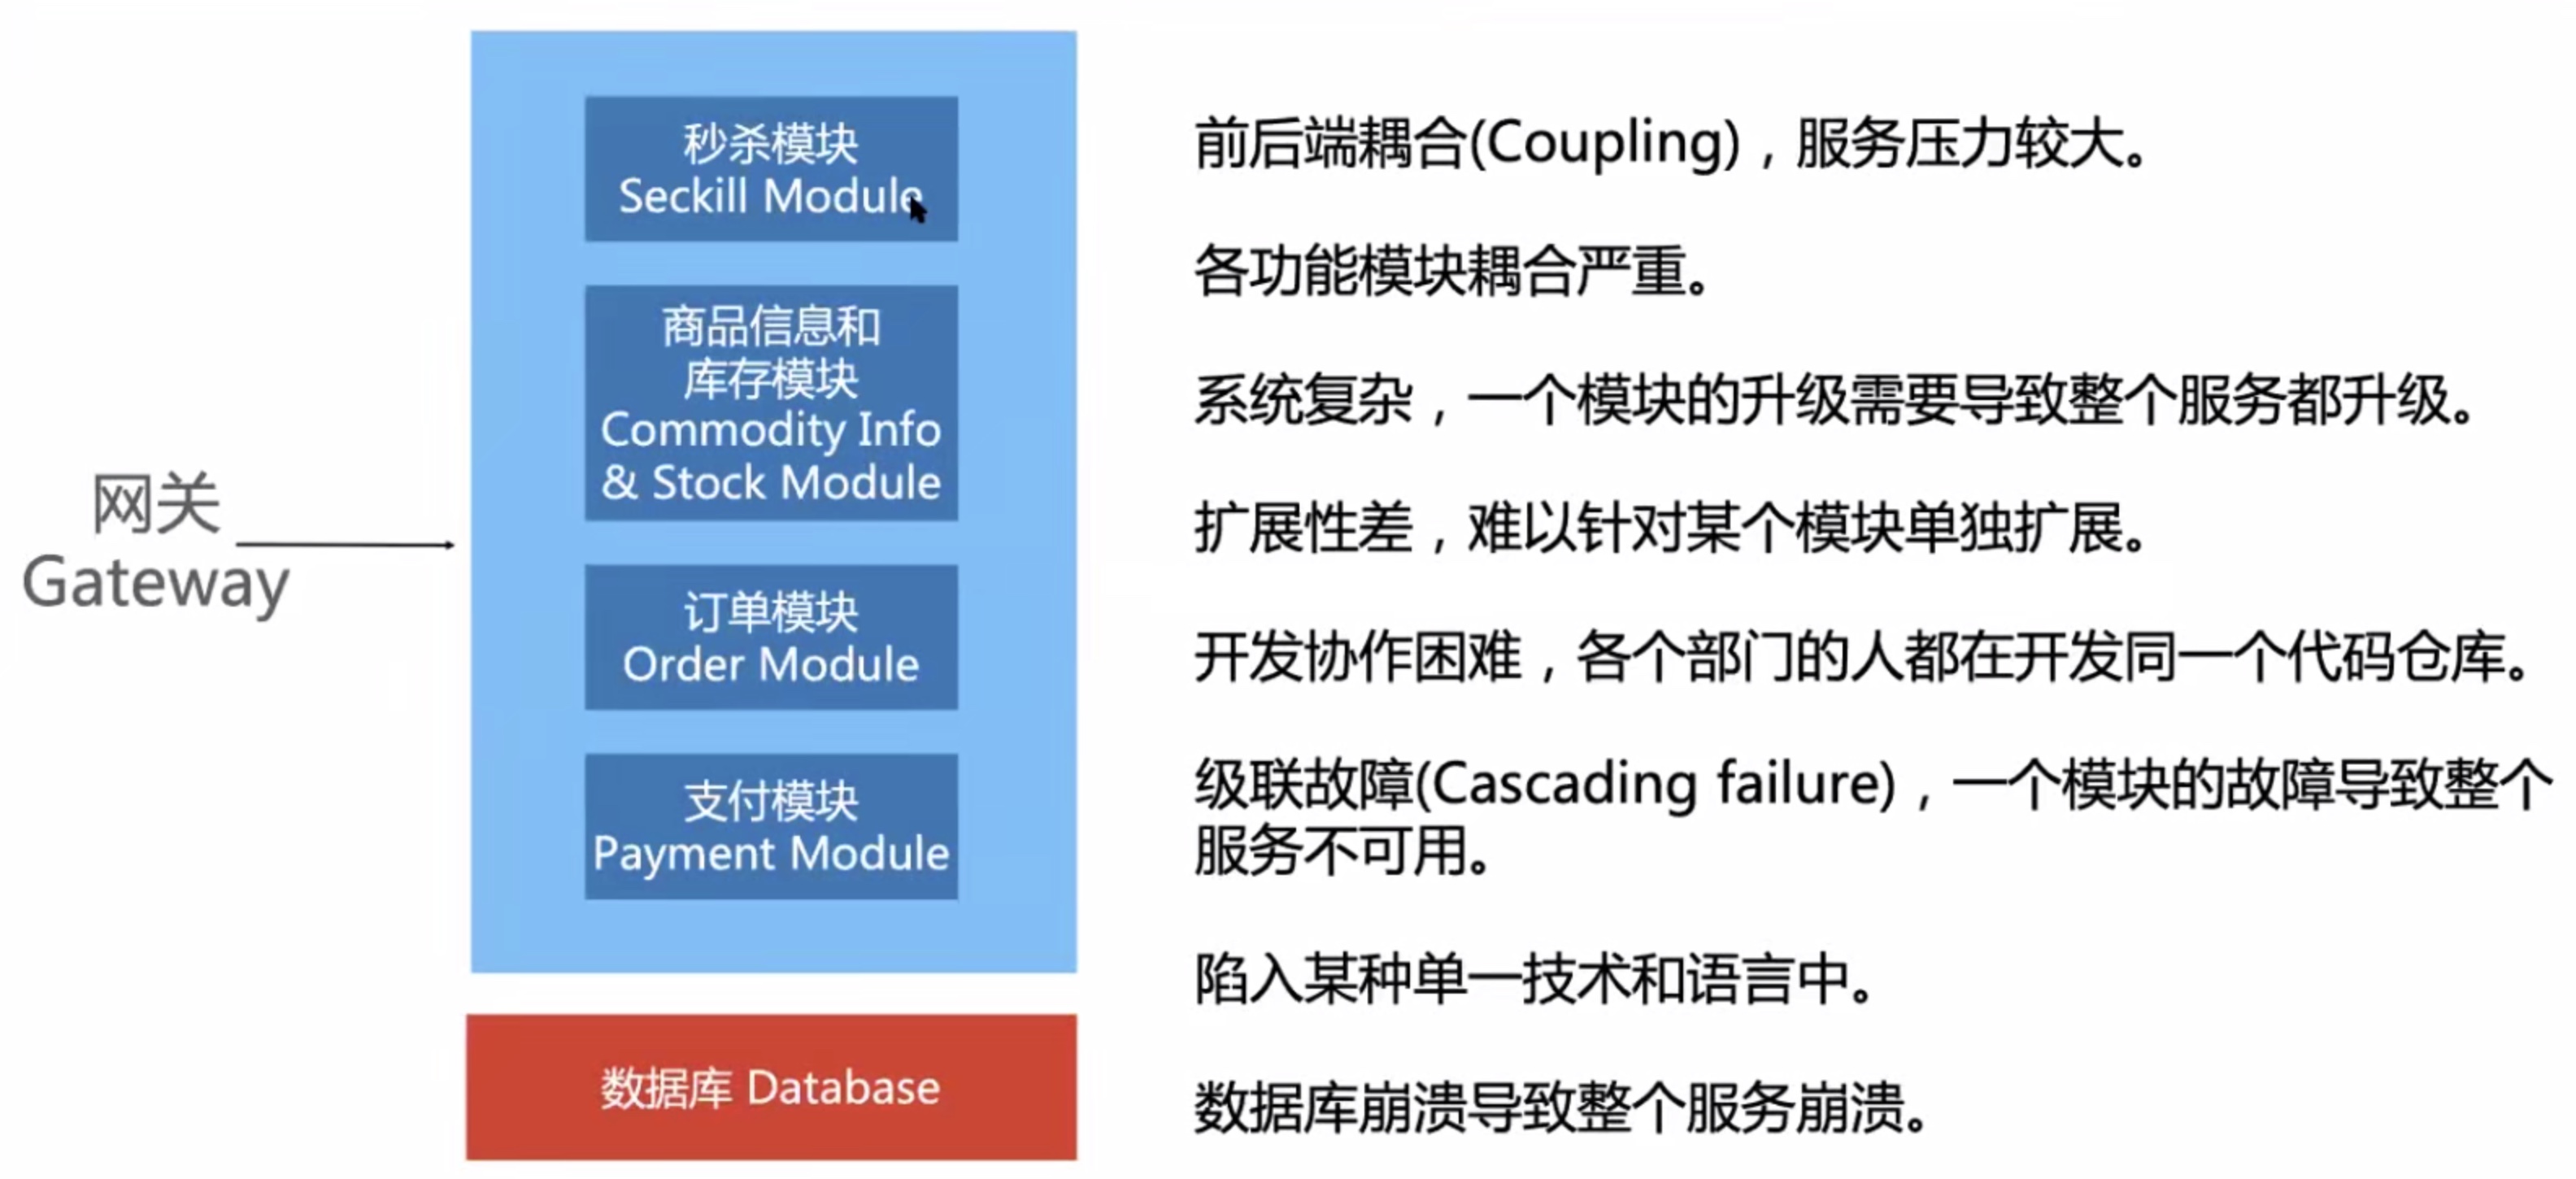 网关
Gateway
秒杀模块
Seckill Module
商品信息和
库存模块
Commodity Info
& Stock Module
订单模块
Order Module
支付模块
Payment Module
数据库 Database
前后端耦合(Coupling)，服务压力较大。
各功能模块耦合严重。
系统复杂，一个模块的升级需要导致整个服务都升级。
扩展性差，难以针对某个模块单独扩展。
开发协作困难，各个部门的人都在开发同一个代码仓库。
级联故障(Cascading failure)，一个模块的故障导致整个
服务不可用。
陷入某种单一技术和语言中。
数据库崩溃导致整个服务崩溃。